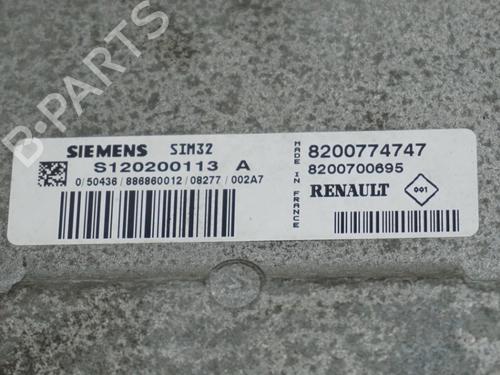 B-PARTS
SIEMENS SIM32
S120200113 A
0/50436/886860012/08277/002A7
MADE IN FRANCE
8200774747
8200700695
RENAULT
001